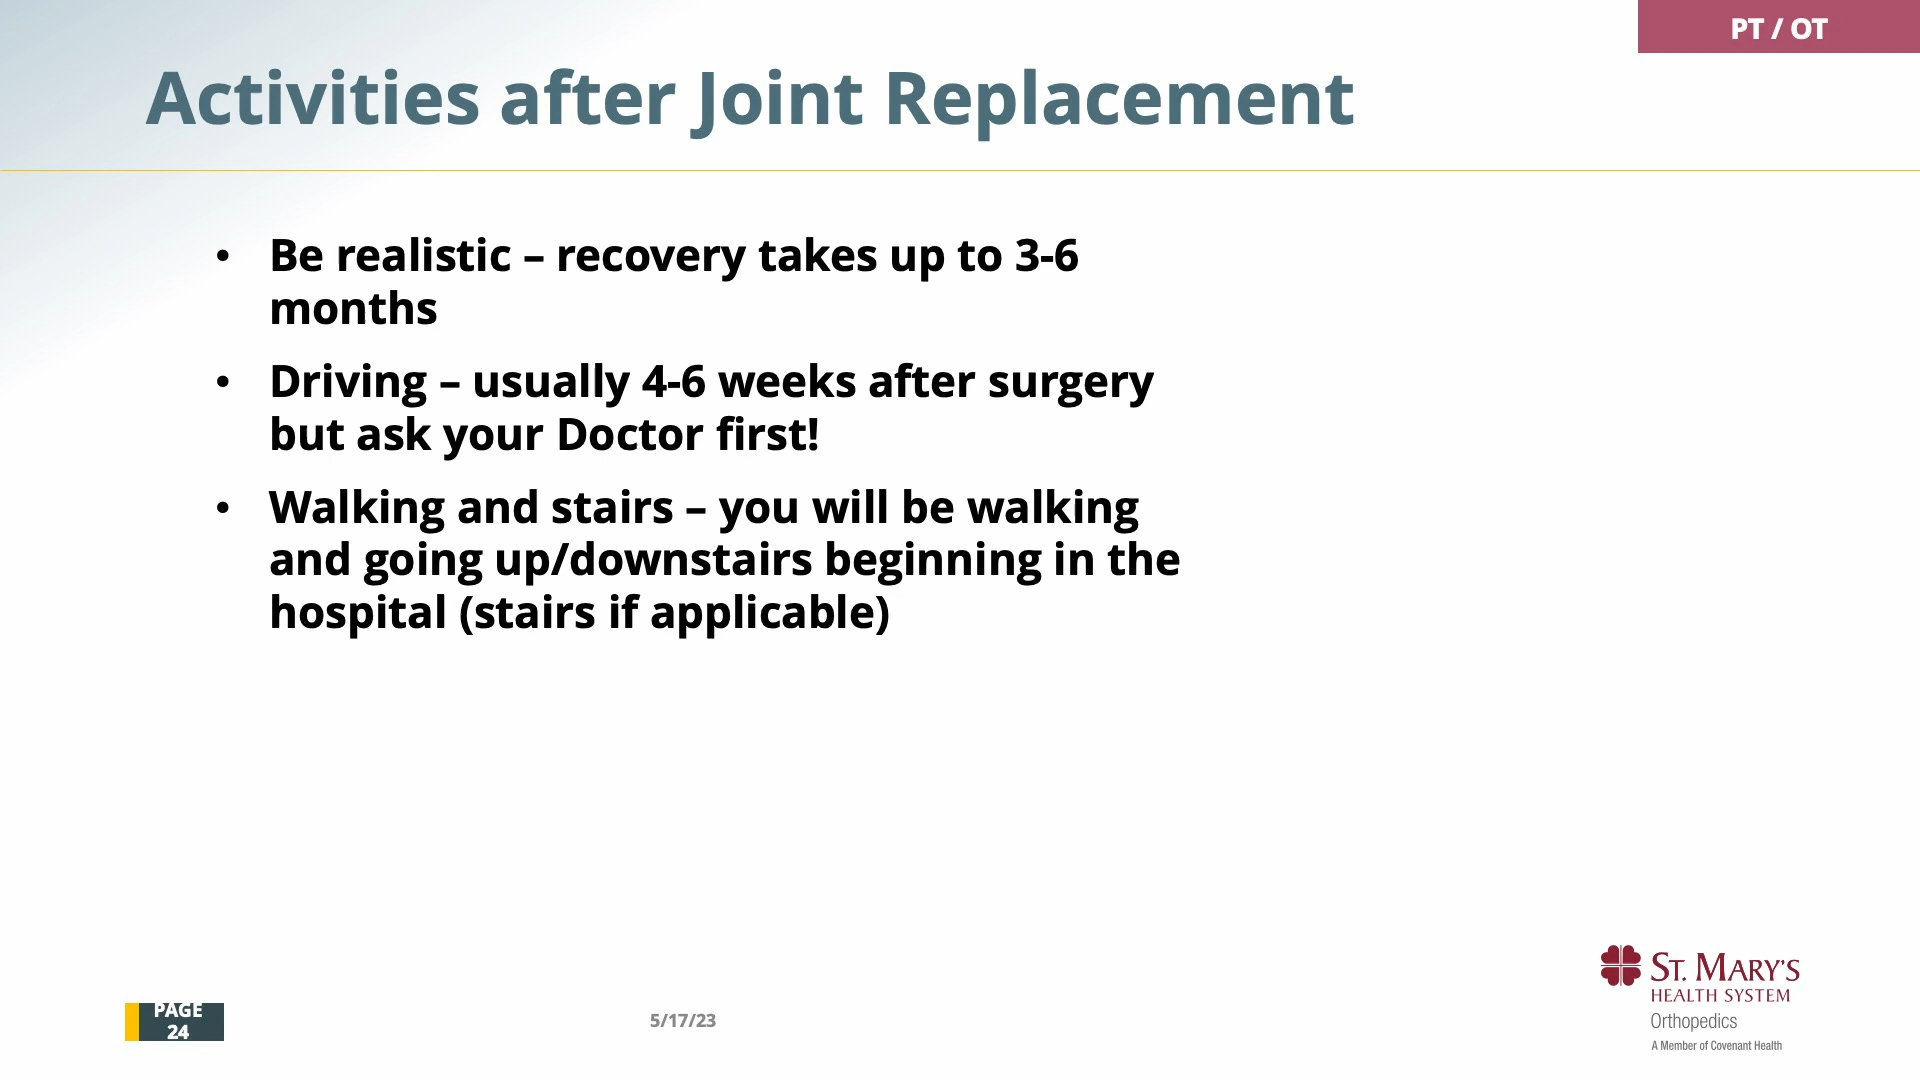 PT / OT
Activities after Joint Replacement
• Be realistic – recovery takes up to 3-6
months
• Driving – usually 4-6 weeks after surgery
but ask your Doctor first!
• Walking and stairs – you will be walking
and going up/downstairs beginning in the
hospital (stairs if applicable)
PAGE
24
5/17/23
ST. MARY'S
HEALTH SYSTEM
Orthopedics
A Member of Covenant Health